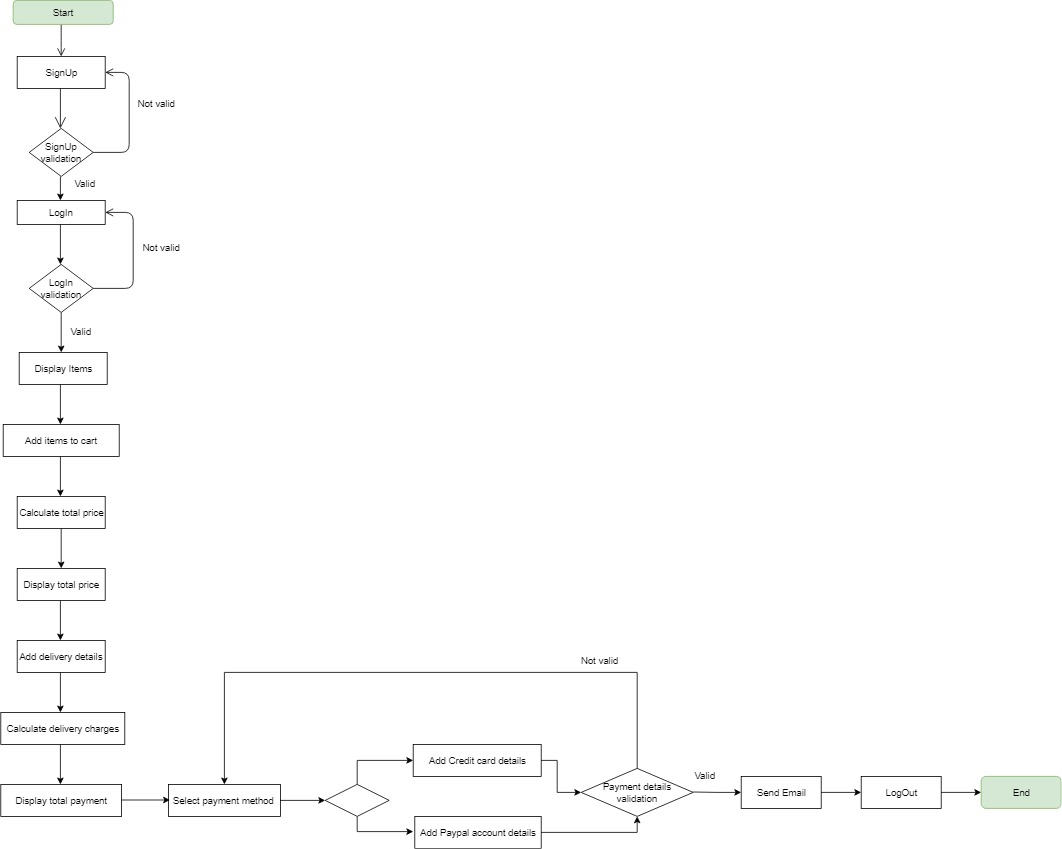 Start
SignUp
Not valid
SignUp
validation
Valid
LogIn
Not valid
LogIn
validation
Valid
Display Items
Add items to cart
Calculate total price
Display total price
Add delivery details
Not valid
Calculate delivery charges
Display total payment
Select payment method
Add Credit card details
Add Paypal account details
Payment details
validation
Valid
Send Email
LogOut
End